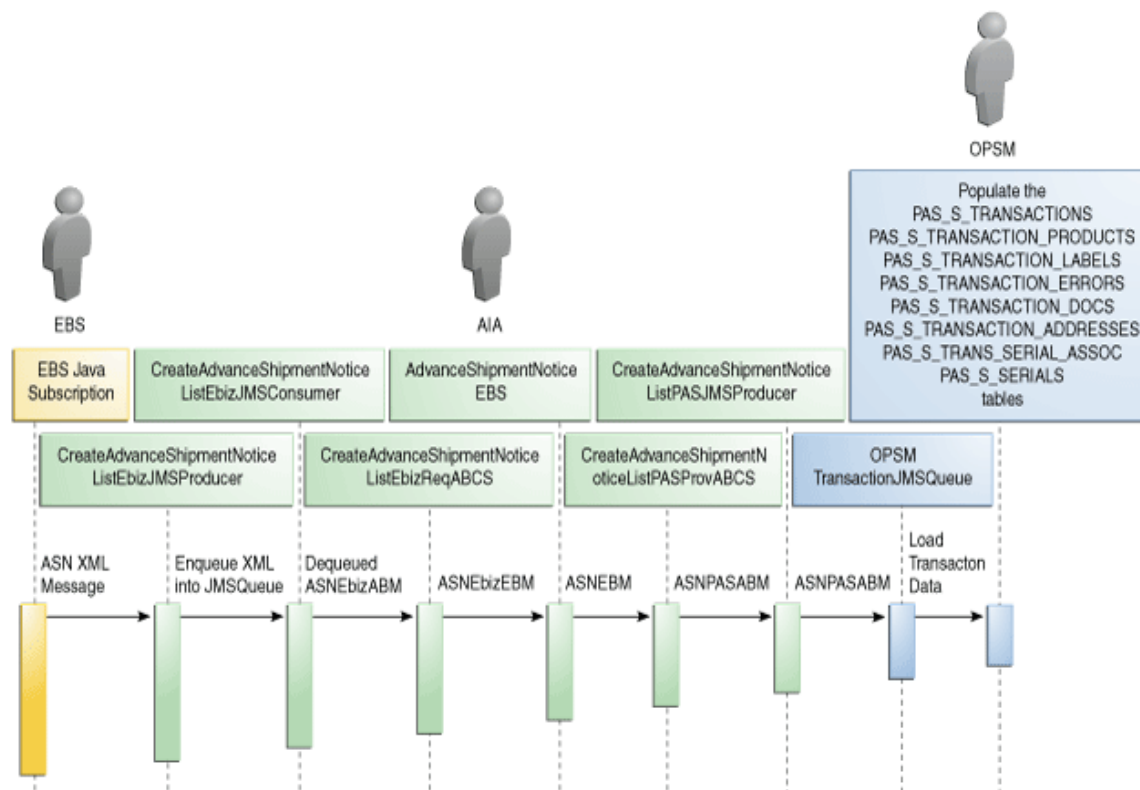 OPSM
Populate the
PAS_S_TRANSACTIONS
PAS_S_TRANSACTION_PRODUCTS
PAS_S_TRANSACTION_LABELS
PAS_S_TRANSACTION_ERRORS
PAS_S_TRANSACTION_DOCS
PAS_S_TRANSACTION_ADDRESSES
PAS_S_TRANS_SERIAL_ASSOC
PAS_S_SERIALS
tables
EBS
AIA
EBS Java
Subscription
CreateAdvanceShipmentNotice
ListEbizJMSConsumer
AdvanceShipmentNotice
EBS
CreateAdvanceShipmentNotice
ListPASJMSProducer
CreateAdvanceShipmentNotice
ListEbizJMSProducer
CreateAdvanceShipmentNotice
ListEbizReqABCS
CreateAdvanceShipmentN
oticeListPASProvABCS
OPSM
TransactionJMSQueue
ASN XML
Message
Enqueue XML
into JMSQueue
Dequeued
ASNEbizABM
ASNEbizEBM
ASNEBM
ASNPASABM
ASNPASABM
Load
Transacton
Data